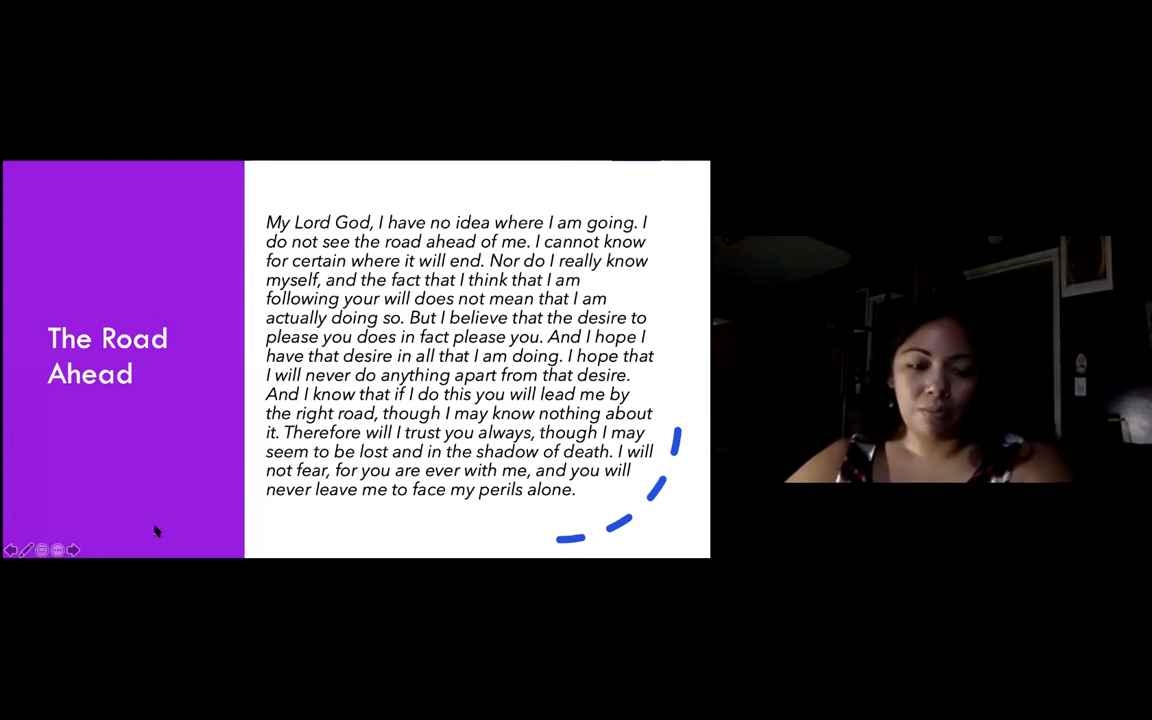 The Road
Ahead
My Lord God, I have no idea where I am going. I
do not see the road ahead of me. I cannot know
for certain where it will end. Nor do I really know
myself, and the fact that I think that I am
following your will does not mean that I am
actually doing so. But I believe that the desire to
please you does in fact please you. And I hope I
have that desire in all that I am doing. I hope that
I will never do anything apart from that desire.
And I know that if I do this you will lead me by
the right road, though I may know nothing about
it. Therefore will I trust you always, though I may
seem to be lost and in the shadow of death. I will
not fear, for you are ever with me, and you will
never leave me to face my perils alone.